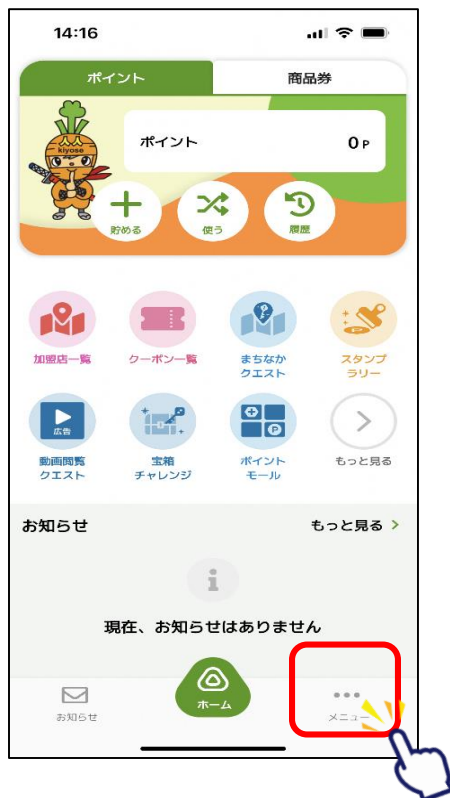 14:16
ポイント
商品券
kiyose
ポイント
0 P
貯める
使う
履歴
加盟店一覧
クーポン一覧
まちなか
クエスト
スタンプ
ラリー
広告
P
動画閲覧
クエスト
宝箱
チャレンジ
ポイント
モール
もっと見る
お知らせ
もっと見る
現在、お知らせはありません
お知らせ
ホーム
メニュー